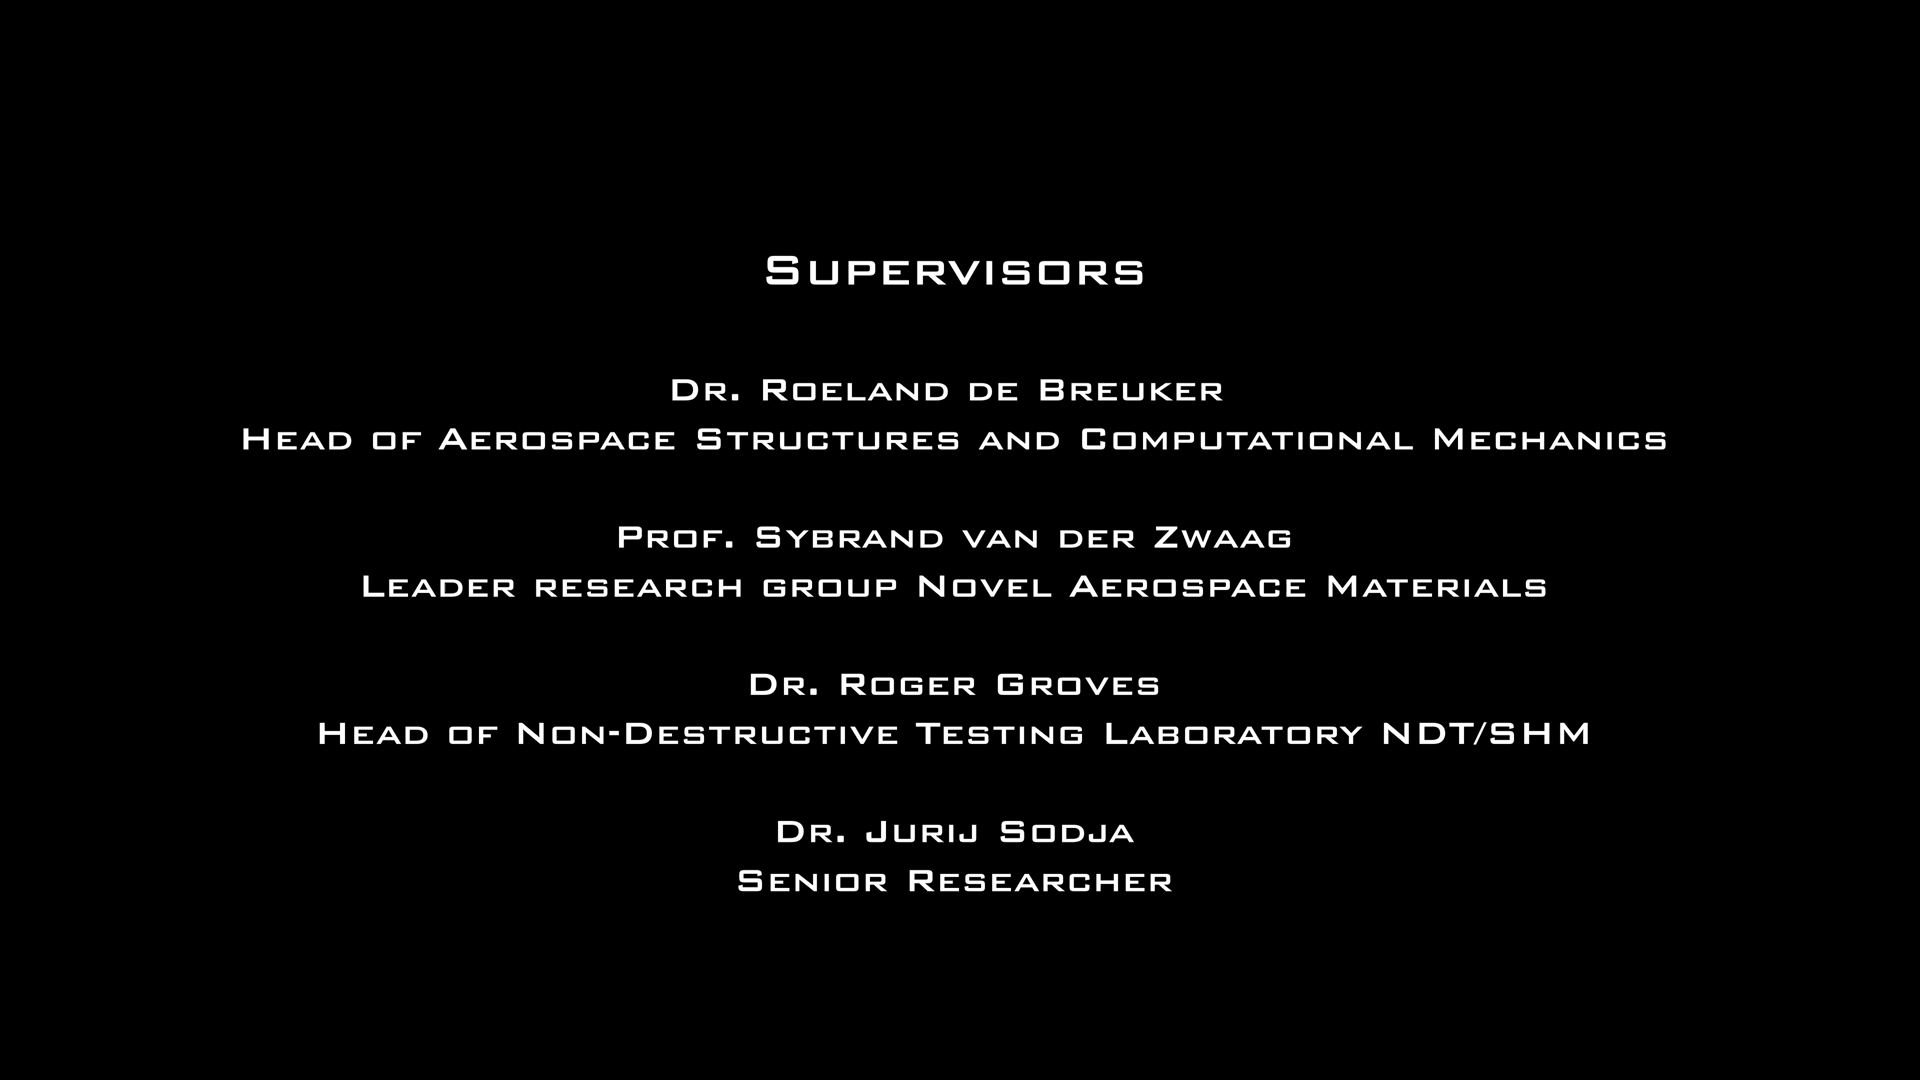 Supervisors
Dr. Roeland de Breuker
Head of Aerospace Structures and Computational Mechanics
Prof. Sybrand van der Zwaag
Leader research group Novel Aerospace Materials
Dr. Roger Groves
Head of Non-Destructive Testing Laboratory NDT/SHM
Dr. Jurij Sodja
Senior Researcher